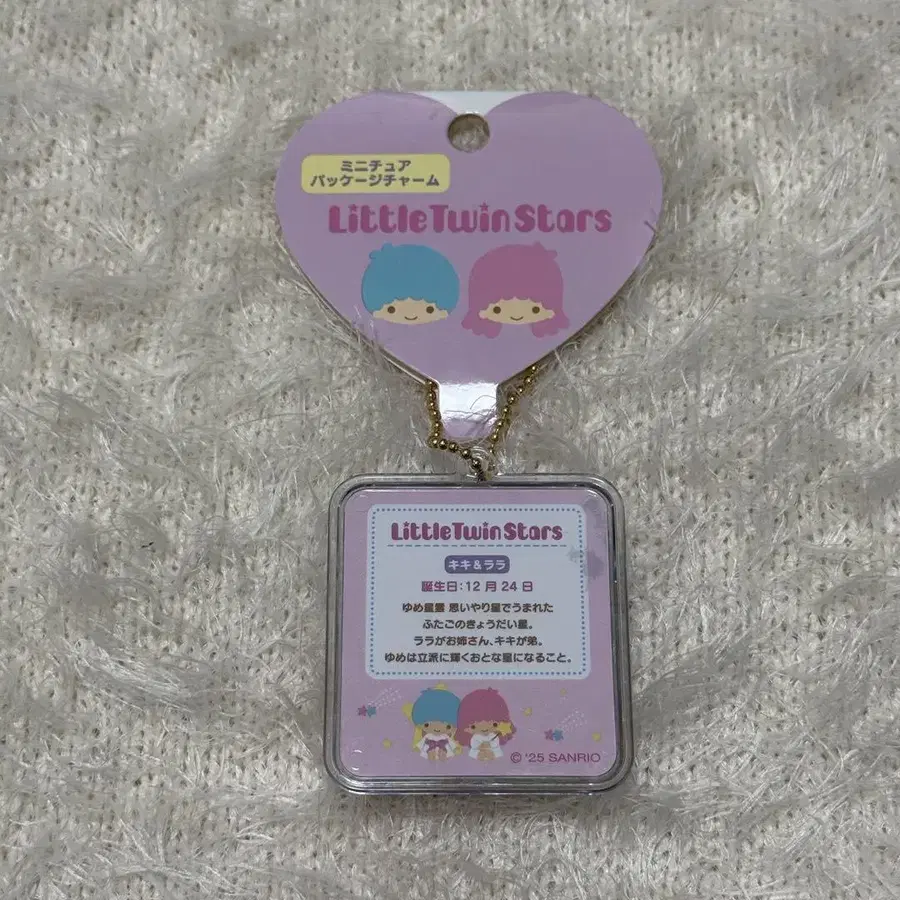 ミニチュア
パッケージチャーム
LittleTwinStars
LittleTwinStars
キキ&ララ
誕生日:12月24日
ゆめ星雲 思いやり星でうまれた
ふたごのきょうだい星。
ララがお姉さん、キキが弟。
ゆめは立派に輝くおとな星になること。
© '25 SANRIO